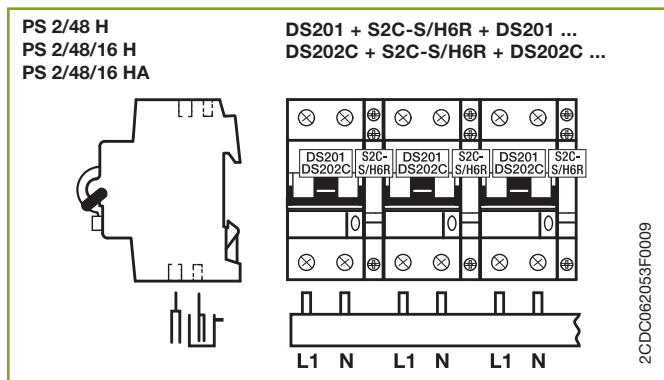 PS 2/48 H
PS 2/48/16 H
PS 2/48/16 HA
DS201 + S2C-S/H6R + DS201 ...
DS202C + S2C-S/H6R + DS202C ...
DS201
DS202C
S2C-
S/H6R
DS201
DS202C
S2C-
S/H6R
DS201
DS202C
S2C-
S/H6R
L1 N L1 N L1 N
2CDC062053F0009